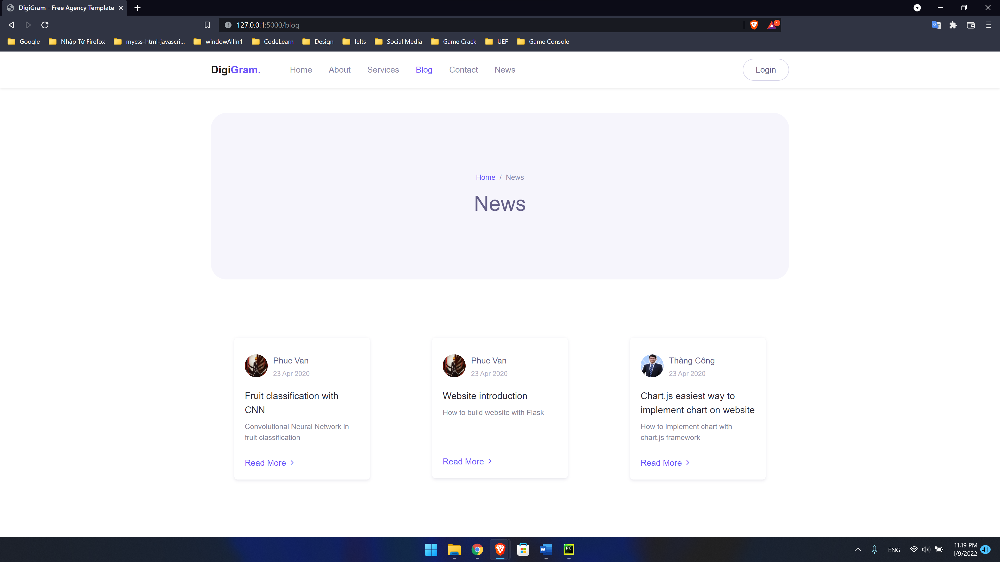 DigiGram - Free Agency Template
127.0.0.1:5000/blog
1
Google Nhập Từ Firefox mycss-html-javascri... windowAllIn1 CodeLearn Design Ielts Social Media Game Crack UEF Game Console
DigiGram. Home About Services Blog Contact News Login
Home / News
News
Phuc Van
23 Apr 2020
Fruit classification with
CNN
Convolutional Neural Network in
fruit classification
Read More
Phuc Van
23 Apr 2020
Website introduction
How to build website with Flask
Read More
Thàng Công
23 Apr 2020
Chart.js easiest way to
implement chart on website
How to implement chart with
chart.js framework
Read More
W
PC
ENG
11:19 PM
1/9/2022
41